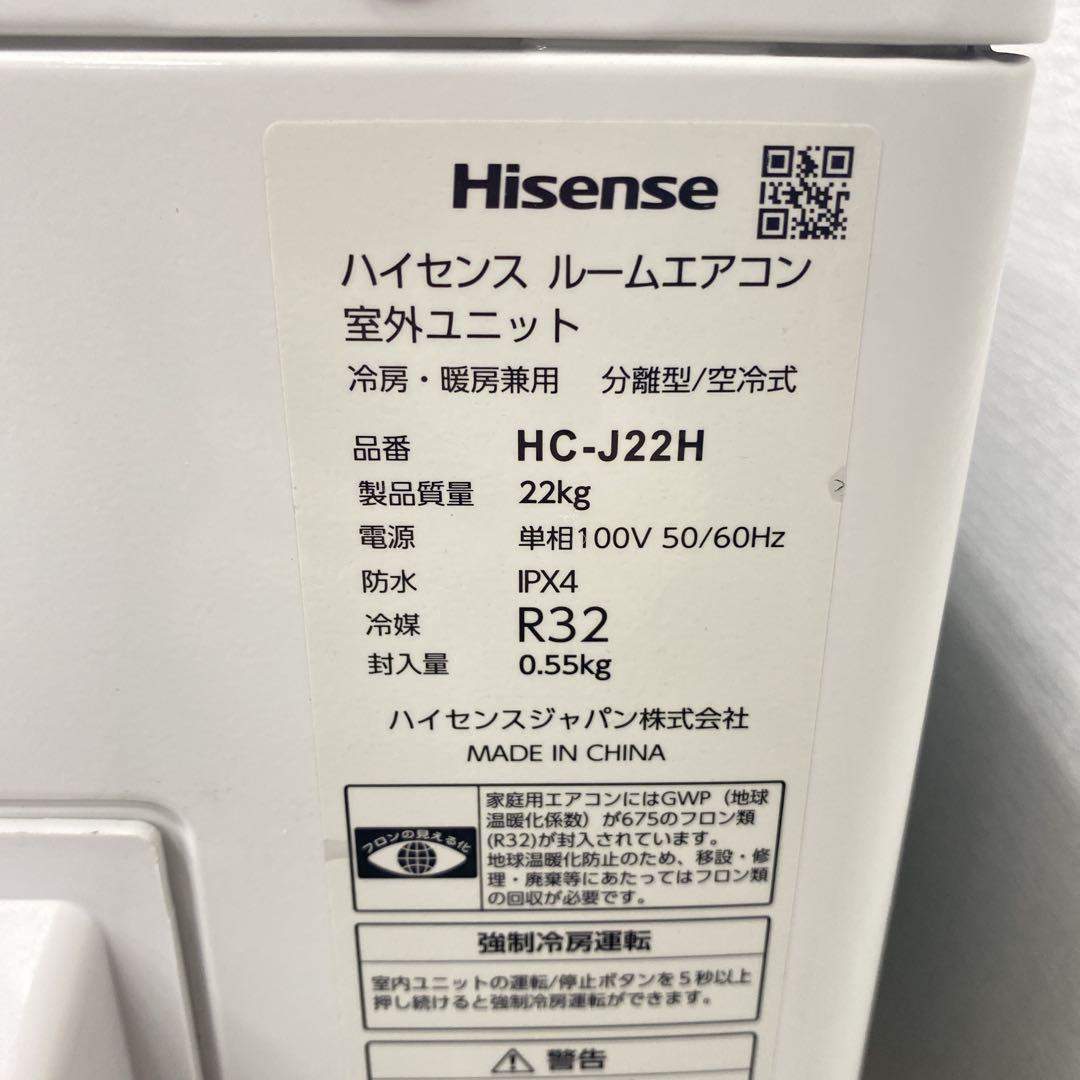 Hisense
ハイセンス ルームエアコン
室外ユニット
冷房・暖房兼用 分離型/空冷式
品番 HC-J22H
製品質量 22kg
電源 単相100V 50/60Hz
防水 IPX4
冷媒 R32
封入量 0.55kg
ハイセンスジャパン株式会社
MADE IN CHINA
フロンの見える化
家庭用エアコンにはGWP（地球
温暖化係数）が675のフロン類
(R32)が封入されています。
地球温暖化防止のため、移設・修
理・廃棄等にあたってはフロン類
の回収が必要です。
強制冷房運転
室内ユニットの運転/停止ボタンを5秒以上
押し続けると強制冷房運転ができます。
警告